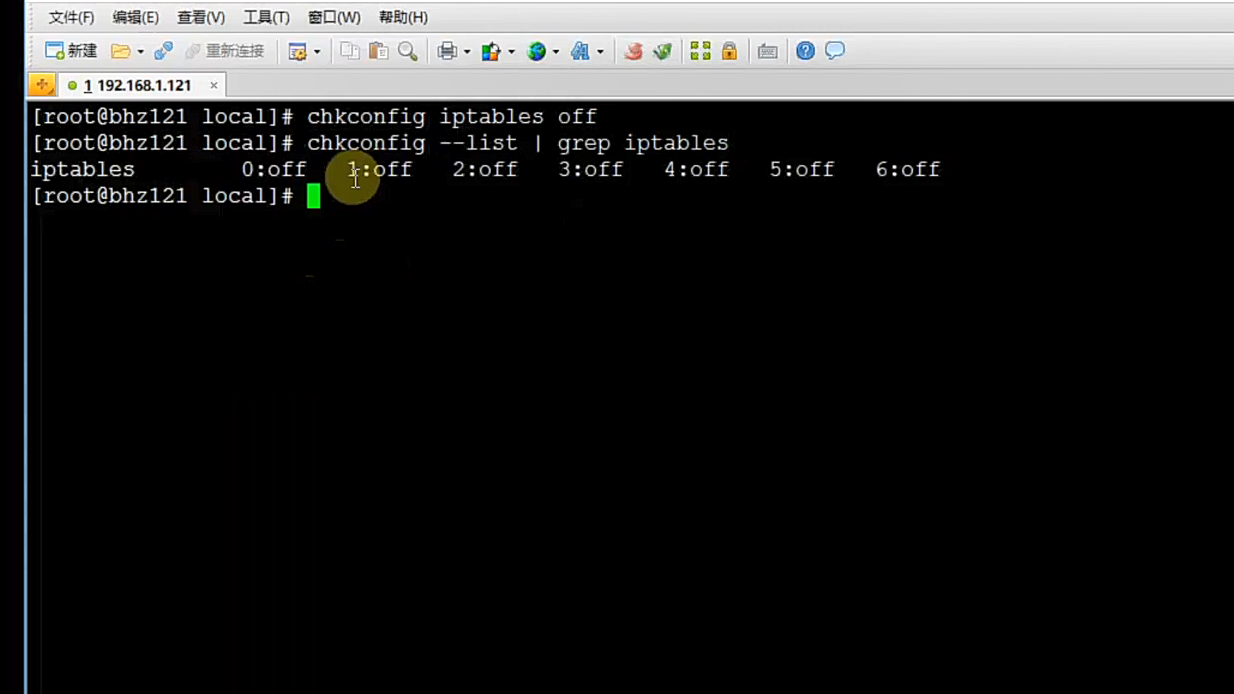 文件(F) 编辑(E) 查看(V) 工具(T) 窗口(W) 帮助(H)
新建 重新连接
1 192.168.1.121 ×
[root@bhz121 local]# chkconfig iptables off
[root@bhz121 local]# chkconfig --list | grep iptables
iptables 0:off 1:off 2:off 3:off 4:off 5:off 6:off
[root@bhz121 local]#